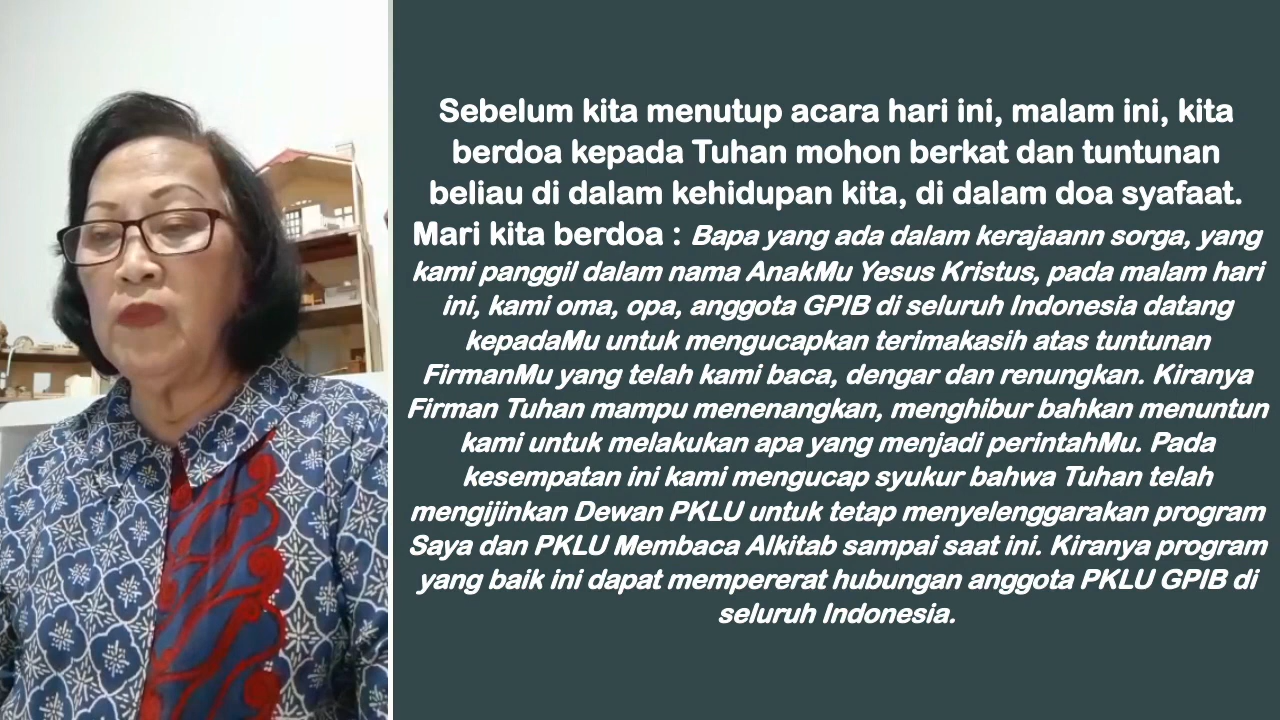 Sebelum kita menutup acara hari ini, malam ini, kita
berdoa kepada Tuhan mohon berkat dan tuntunan
beliau di dalam kehidupan kita, di dalam doa syafaat.
Mari kita berdoa : Bapa yang ada dalam kerajaann sorga, yang
kami panggil dalam nama AnakMu Yesus Kristus, pada malam hari
ini, kami oma, opa, anggota GPIB di seluruh Indonesia datang
kepadaMu untuk mengucapkan terimakasih atas tuntunan
FirmanMu yang telah kami baca, dengar dan renungkan. Kiranya
Firman Tuhan mampu menenangkan, menghibur bahkan menuntun
kami untuk melakukan apa yang menjadi perintahMu. Pada
kesempatan ini kami mengucap syukur bahwa Tuhan telah
mengijinkan Dewan PKLU untuk tetap menyelenggarakan program
Saya dan PKLU Membaca Alkitab sampai saat ini. Kiranya program
yang baik ini dapat mempererat hubungan anggota PKLU GPIB di
seluruh Indonesia.